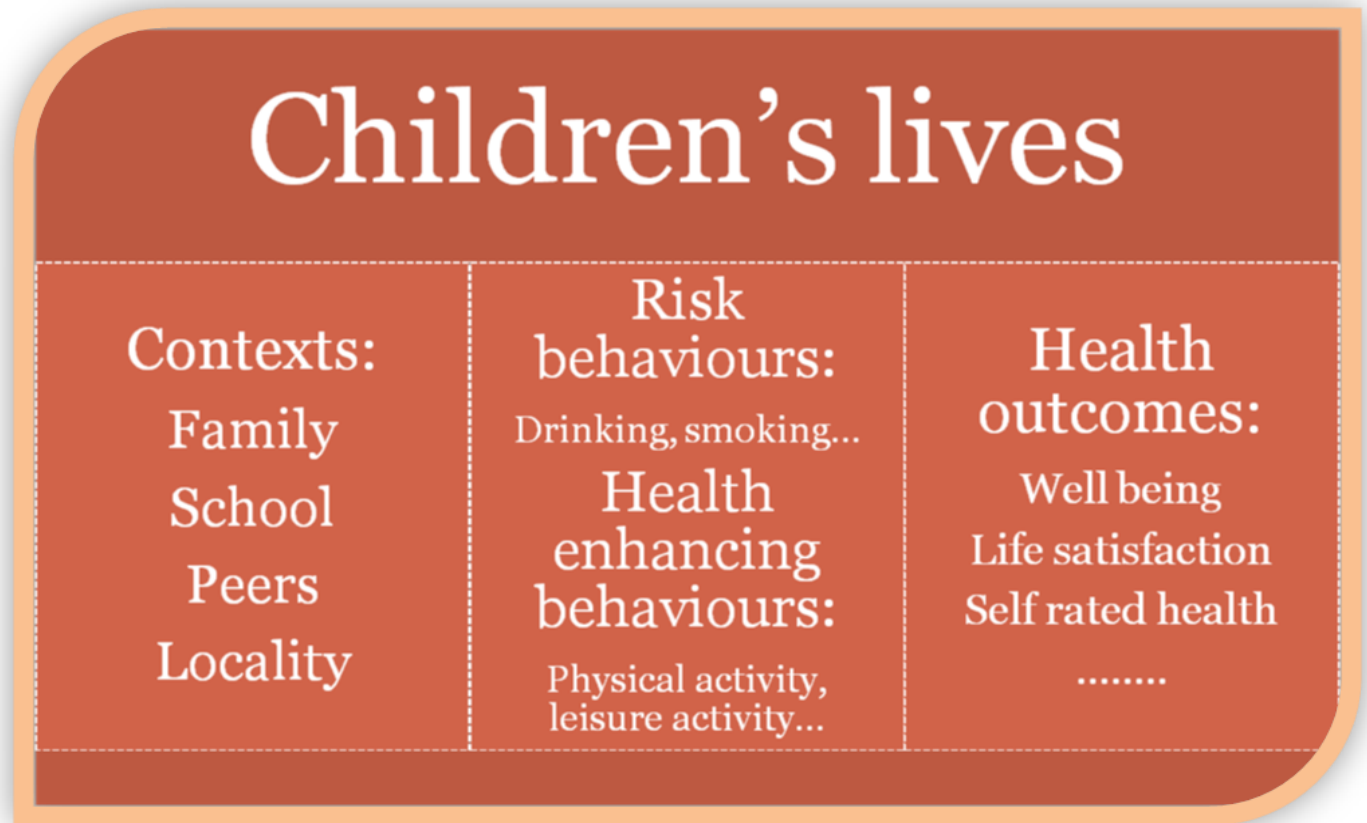 Children’s lives
Contexts:
Family
School
Peers
Locality
Risk
behaviours:
Drinking, smoking...
Health
enhancing
behaviours:
Physical activity,
leisure activity...
Health
outcomes:
Well being
Life satisfaction
Self rated health
........